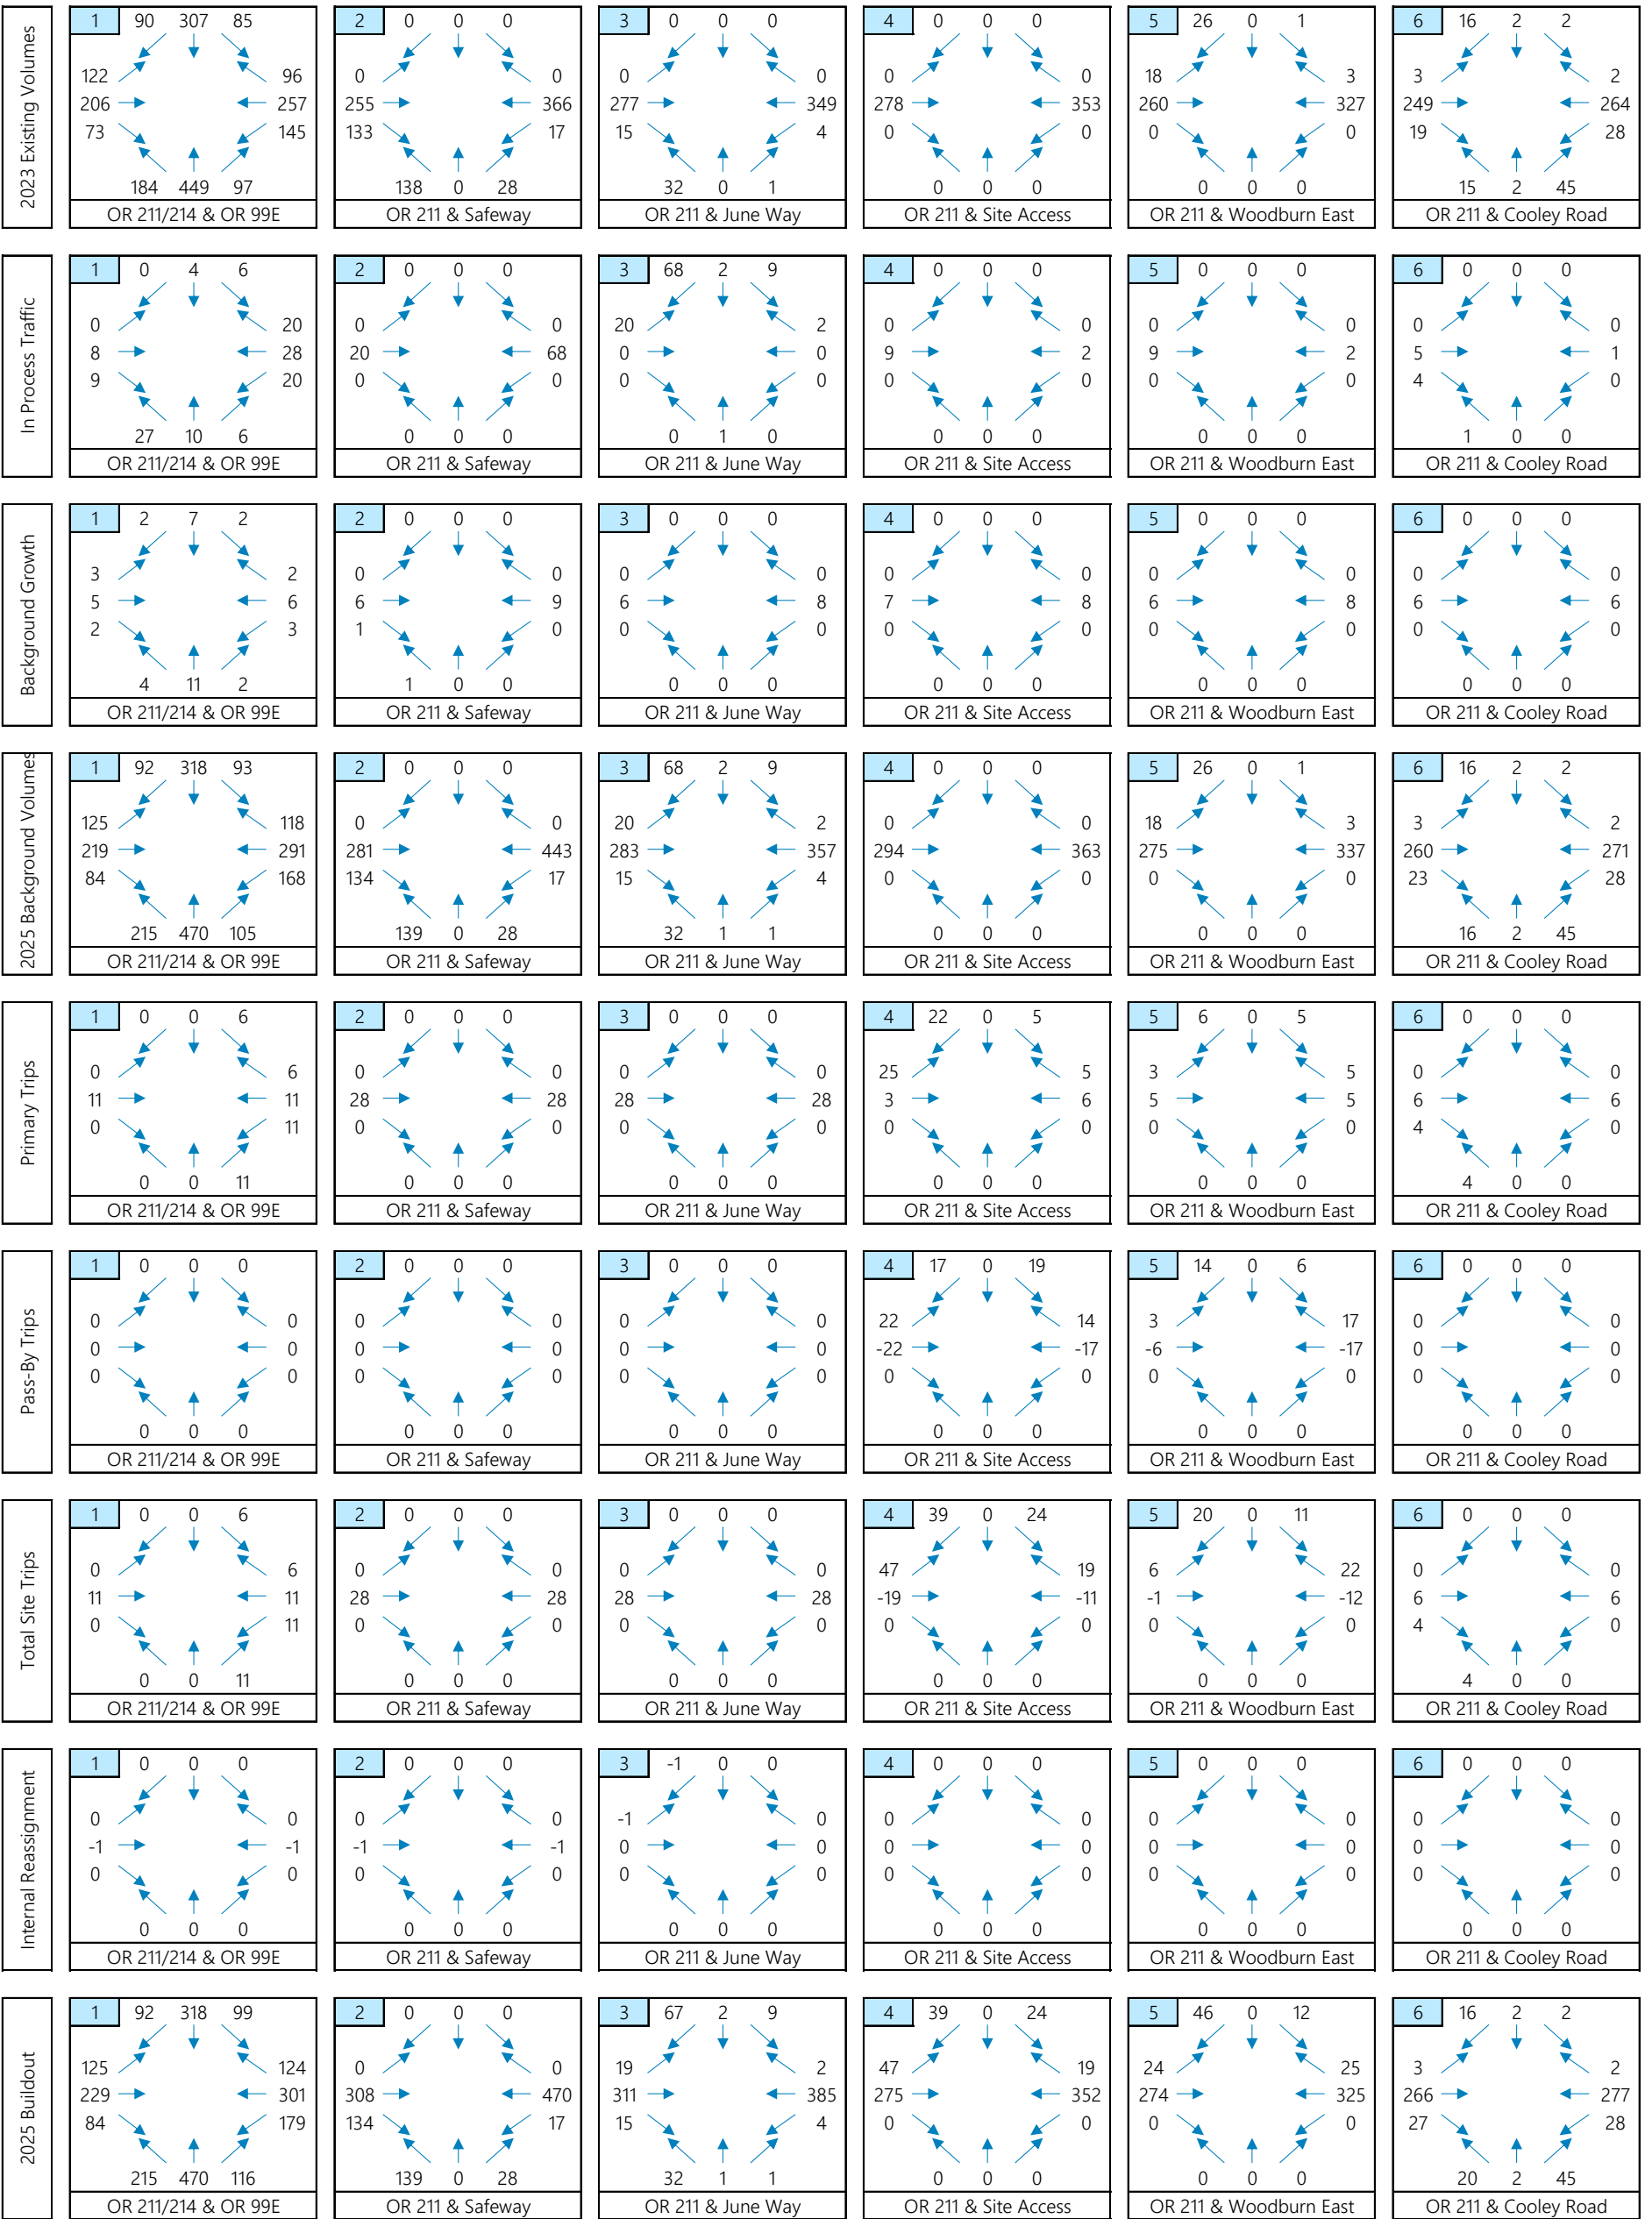 2023 Existing Volumes
1 90 307 85
122 96
206 257
73 145
184 449 97
OR 211/214 & OR 99E
2 0 0 0
0 0
255 366
133 17
138 0 28
OR 211 & Safeway
3 0 0 0
0 0
277 349
15 4
32 0 1
OR 211 & June Way
4 0 0 0
0 0
278 353
0 0
0 0 0
OR 211 & Site Access
5 26 0 1
18 3
260 327
0 0
0 0 0
OR 211 & Woodburn East
6 16 2 2
3 2
249 264
19 28
15 2 45
OR 211 & Cooley Road
In Process Traffic
1 0 4 6
0 20
8 28
9 20
27 10 6
OR 211/214 & OR 99E
2 0 0 0
0 0
20 68
0 0
0 0 0
OR 211 & Safeway
3 68 2 9
20 2
0 0
0 0
0 1 0
OR 211 & June Way
4 0 0 0
0 0
9 2
0 0
0 0 0
OR 211 & Site Access
5 0 0 0
0 0
9 2
0 0
0 0 0
OR 211 & Woodburn East
6 0 0 0
0 0
5 1
4 0
1 0 0
OR 211 & Cooley Road
Background Growth
1 2 7 2
3 2
5 6
2 3
4 11 2
OR 211/214 & OR 99E
2 0 0 0
0 0
6 9
1 0
1 0 0
OR 211 & Safeway
3 0 0 0
0 0
6 8
0 0
0 0 0
OR 211 & June Way
4 0 0 0
0 0
7 8
0 0
0 0 0
OR 211 & Site Access
5 0 0 0
0 0
6 8
0 0
0 0 0
OR 211 & Woodburn East
6 0 0 0
0 0
6 6
0 0
0 0 0
OR 211 & Cooley Road
2025 Background Volumes
1 92 318 93
125 118
219 291
84 168
215 470 105
OR 211/214 & OR 99E
2 0 0 0
0 0
281 443
134 17
139 0 28
OR 211 & Safeway
3 68 2 9
20 2
283 357
15 4
32 1 1
OR 211 & June Way
4 0 0 0
0 0
294 363
0 0
0 0 0
OR 211 & Site Access
5 26 0 1
18 3
275 337
0 0
0 0 0
OR 211 & Woodburn East
6 16 2 2
3 2
260 271
23 28
16 2 45
OR 211 & Cooley Road
Primary Trips
1 0 0 6
0 6
11 11
0 11
0 0 11
OR 211/214 & OR 99E
2 0 0 0
0 0
28 28
0 0
0 0 0
OR 211 & Safeway
3 0 0 0
0 0
28 28
0 0
0 0 0
OR 211 & June Way
4 22 0 5
25 5
3 6
0 0
0 0 0
OR 211 & Site Access
5 6 0 5
3 5
5 5
0 0
0 0 0
OR 211 & Woodburn East
6 0 0 0
0 0
6 6
4 0
4 0 0
OR 211 & Cooley Road
Pass-By Trips
1 0 0 0
0 0
0 0
0 0
0 0 0
OR 211/214 & OR 99E
2 0 0 0
0 0
0 0
0 0
0 0 0
OR 211 & Safeway
3 0 0 0
0 0
0 0
0 0
0 0 0
OR 211 & June Way
4 17 0 19
22 14
-22 -17
0 0
0 0 0
OR 211 & Site Access
5 14 0 6
3 17
-6 -17
0 0
0 0 0
OR 211 & Woodburn East
6 0 0 0
0 0
0 0
0 0
0 0 0
OR 211 & Cooley Road
Total Site Trips
1 0 0 6
0 6
11 11
0 11
0 0 11
OR 211/214 & OR 99E
2 0 0 0
0 0
28 28
0 0
0 0 0
OR 211 & Safeway
3 0 0 0
0 0
28 28
0 0
0 0 0
OR 211 & June Way
4 39 0 24
47 19
-19 -11
0 0
0 0 0
OR 211 & Site Access
5 20 0 11
6 22
-1 -12
0 0
0 0 0
OR 211 & Woodburn East
6 0 0 0
0 0
6 6
4 0
4 0 0
OR 211 & Cooley Road
Internal Reassignment
1 0 0 0
0 0
-1 -1
0 0
0 0 0
OR 211/214 & OR 99E
2 0 0 0
0 0
-1 -1
0 0
0 0 0
OR 211 & Safeway
3 -1 0 0
-1 0
0 0
0 0
0 0 0
OR 211 & June Way
4 0 0 0
0 0
0 0
0 0
0 0 0
OR 211 & Site Access
5 0 0 0
0 0
0 0
0 0
0 0 0
OR 211 & Woodburn East
6 0 0 0
0 0
0 0
0 0
0 0 0
OR 211 & Cooley Road
2025 Buildout
1 92 318 99
125 124
229 301
84 179
215 470 116
OR 211/214 & OR 99E
2 0 0 0
0 0
308 470
134 17
139 0 28
OR 211 & Safeway
3 67 2 9
19 2
311 385
15 4
32 1 1
OR 211 & June Way
4 39 0 24
47 19
275 352
0 0
0 0 0
OR 211 & Site Access
5 46 0 12
24 25
274 325
0 0
0 0 0
OR 211 & Woodburn East
6 16 2 2
3 2
266 277
27 28
20 2 45
OR 211 & Cooley Road